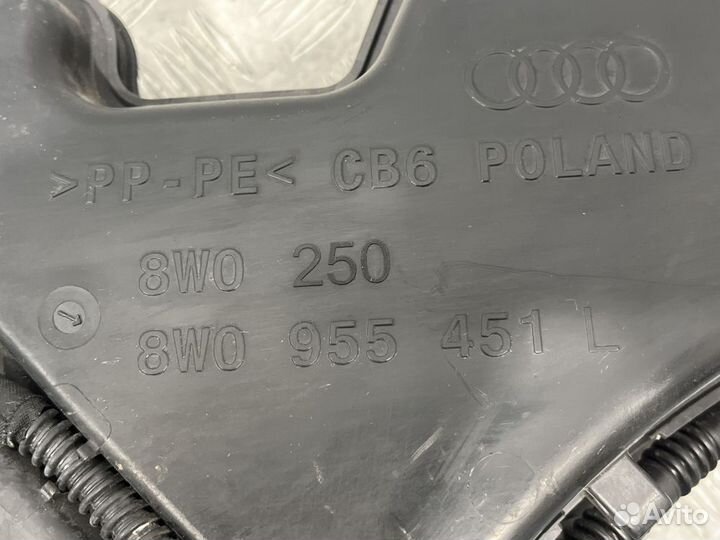 >PP-PE< CB6 POLAND
8W0 250
8W0 955 451 L
Avito